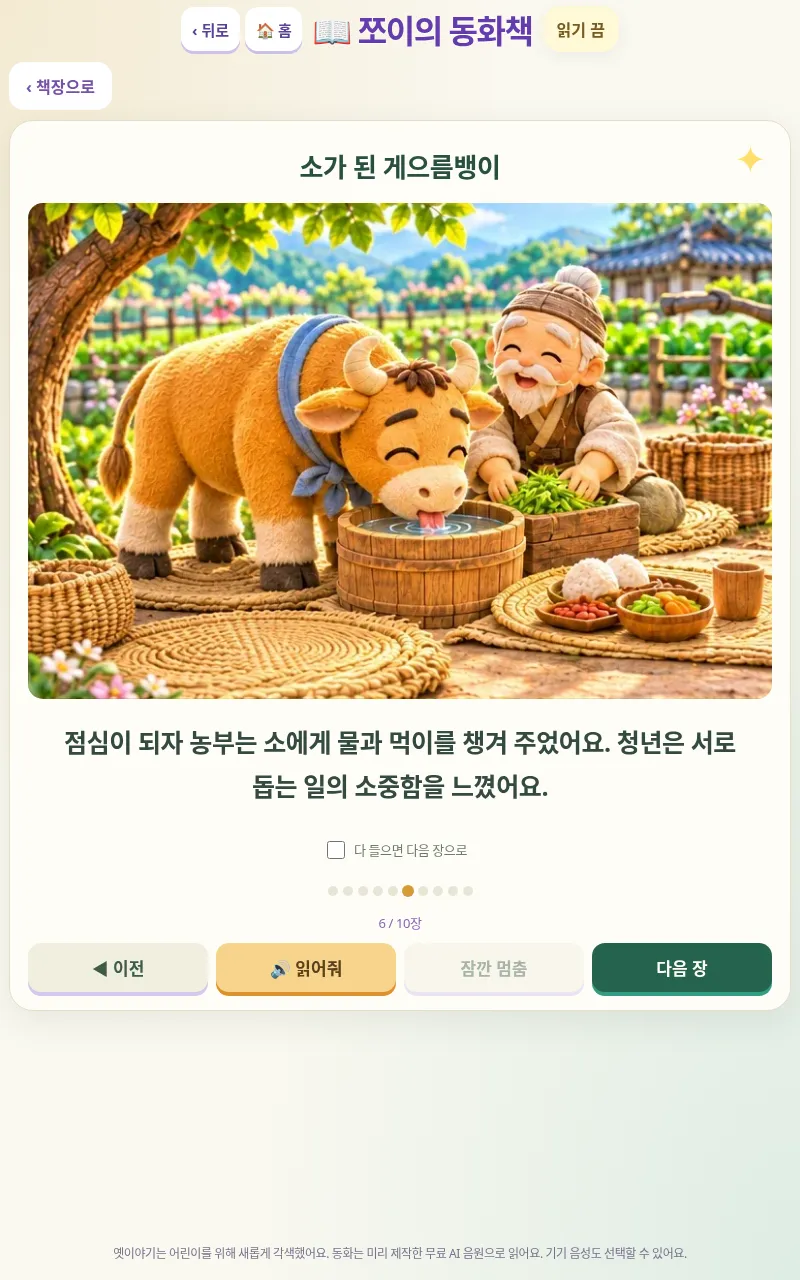 ‹ 뒤로
🏠 홈
📖 쪼이의 동화책
읽기 끝
‹ 책장으로
소가 된 게으름뱅이
점심이 되자 농부는 소에게 물과 먹이를 챙겨 주었어요. 청년은 서로
돕는 일의 소중함을 느꼈어요.
다 들으면 다음 장으로
6 / 10장
◀ 이전
🔊 읽어줘
잠깐 멈춤
다음 장
옛이야기는 어린이를 위해 새롭게 각색했어요. 동화는 미리 제작한 무료 AI 음원으로 읽어요. 기기 음성도 선택할 수 있어요.